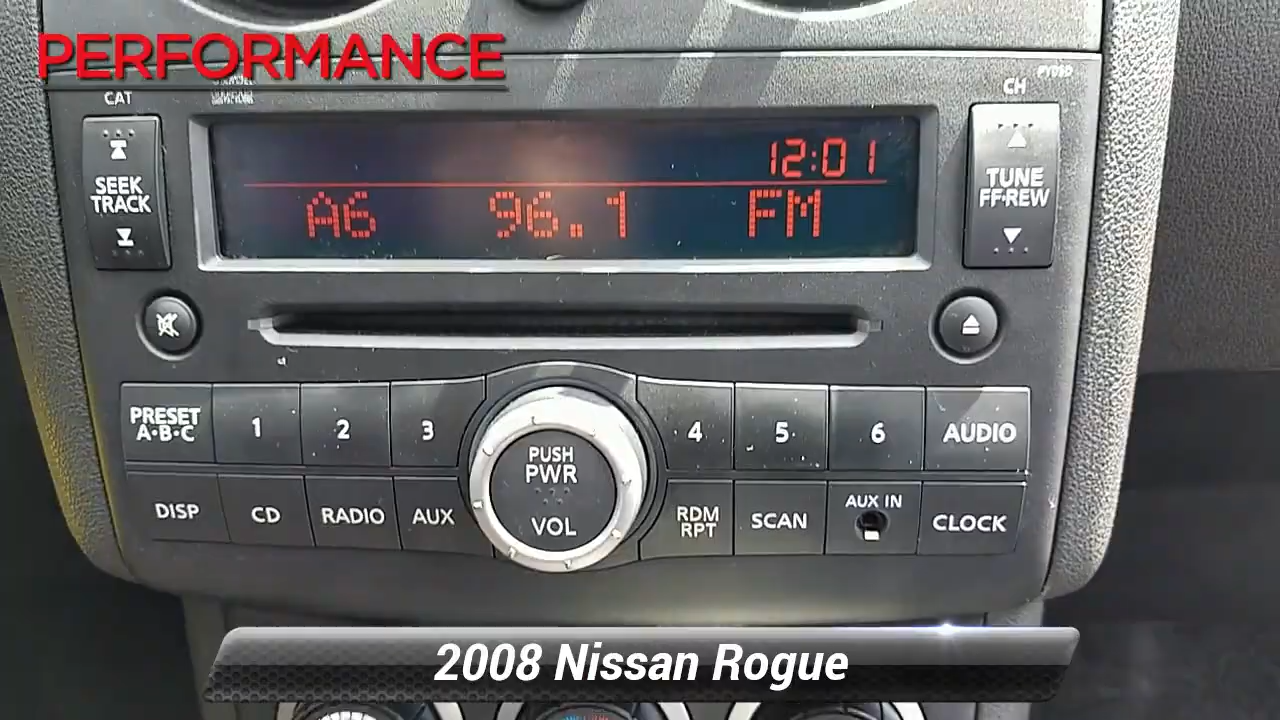 PERFORMANCE
CAT
CH
PY08D
SEEK
TRACK
12:01
A6 96.1 FM
TUNE
FF·REW
PRESET
A·B·C
1
2
3
PUSH
PWR
VOL
4
5
6
AUDIO
DISP
CD
RADIO
AUX
RDM
RPT
SCAN
AUX IN
CLOCK
2008 Nissan Rogue